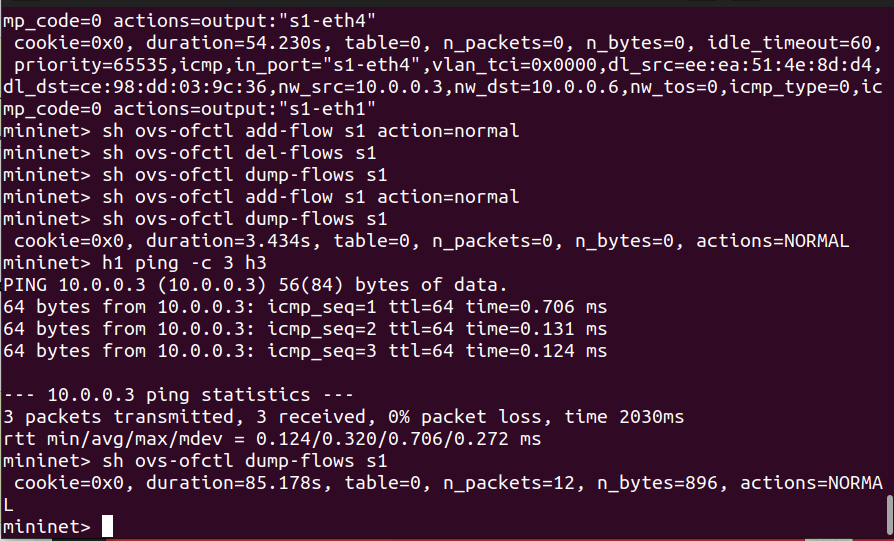 mp_code=0 actions=output:"s1-eth4"
cookie=0x0, duration=54.230s, table=0, n_packets=0, n_bytes=0, idle_timeout=60,
priority=65535,icmp,in_port="s1-eth4",vlan_tci=0x0000,dl_src=ee:ea:51:4e:8d:d4,
dl_dst=ce:98:dd:03:9c:36,nw_src=10.0.0.3,nw_dst=10.0.0.6,nw_tos=0,icmp_type=0,ic
mp_code=0 actions=output:"s1-eth1"
mininet> sh ovs-ofctl add-flow s1 action=normal
mininet> sh ovs-ofctl del-flows s1
mininet> sh ovs-ofctl dump-flows s1
mininet> sh ovs-ofctl add-flow s1 action=normal
mininet> sh ovs-ofctl dump-flows s1
cookie=0x0, duration=3.434s, table=0, n_packets=0, n_bytes=0, actions=NORMAL
mininet> h1 ping -c 3 h3
PING 10.0.0.3 (10.0.0.3) 56(84) bytes of data.
64 bytes from 10.0.0.3: icmp_seq=1 ttl=64 time=0.706 ms
64 bytes from 10.0.0.3: icmp_seq=2 ttl=64 time=0.131 ms
64 bytes from 10.0.0.3: icmp_seq=3 ttl=64 time=0.124 ms
--- 10.0.0.3 ping statistics ---
3 packets transmitted, 3 received, 0% packet loss, time 2030ms
rtt min/avg/max/mdev = 0.124/0.320/0.706/0.272 ms
mininet> sh ovs-ofctl dump-flows s1
cookie=0x0, duration=85.178s, table=0, n_packets=12, n_bytes=896, actions=NORMA
L
mininet>